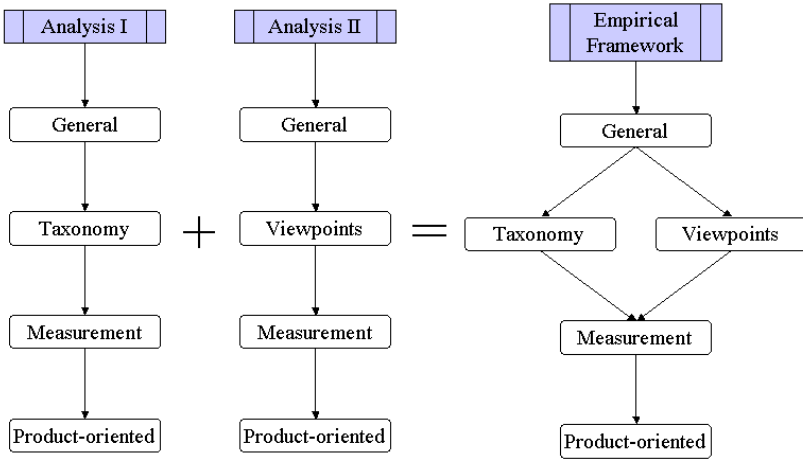 Analysis I
General
Taxonomy
Measurement
Product-oriented
+
Analysis II
General
Viewpoints
Measurement
Product-oriented
=
Empirical
Framework
General
Taxonomy
Viewpoints
Measurement
Product-oriented